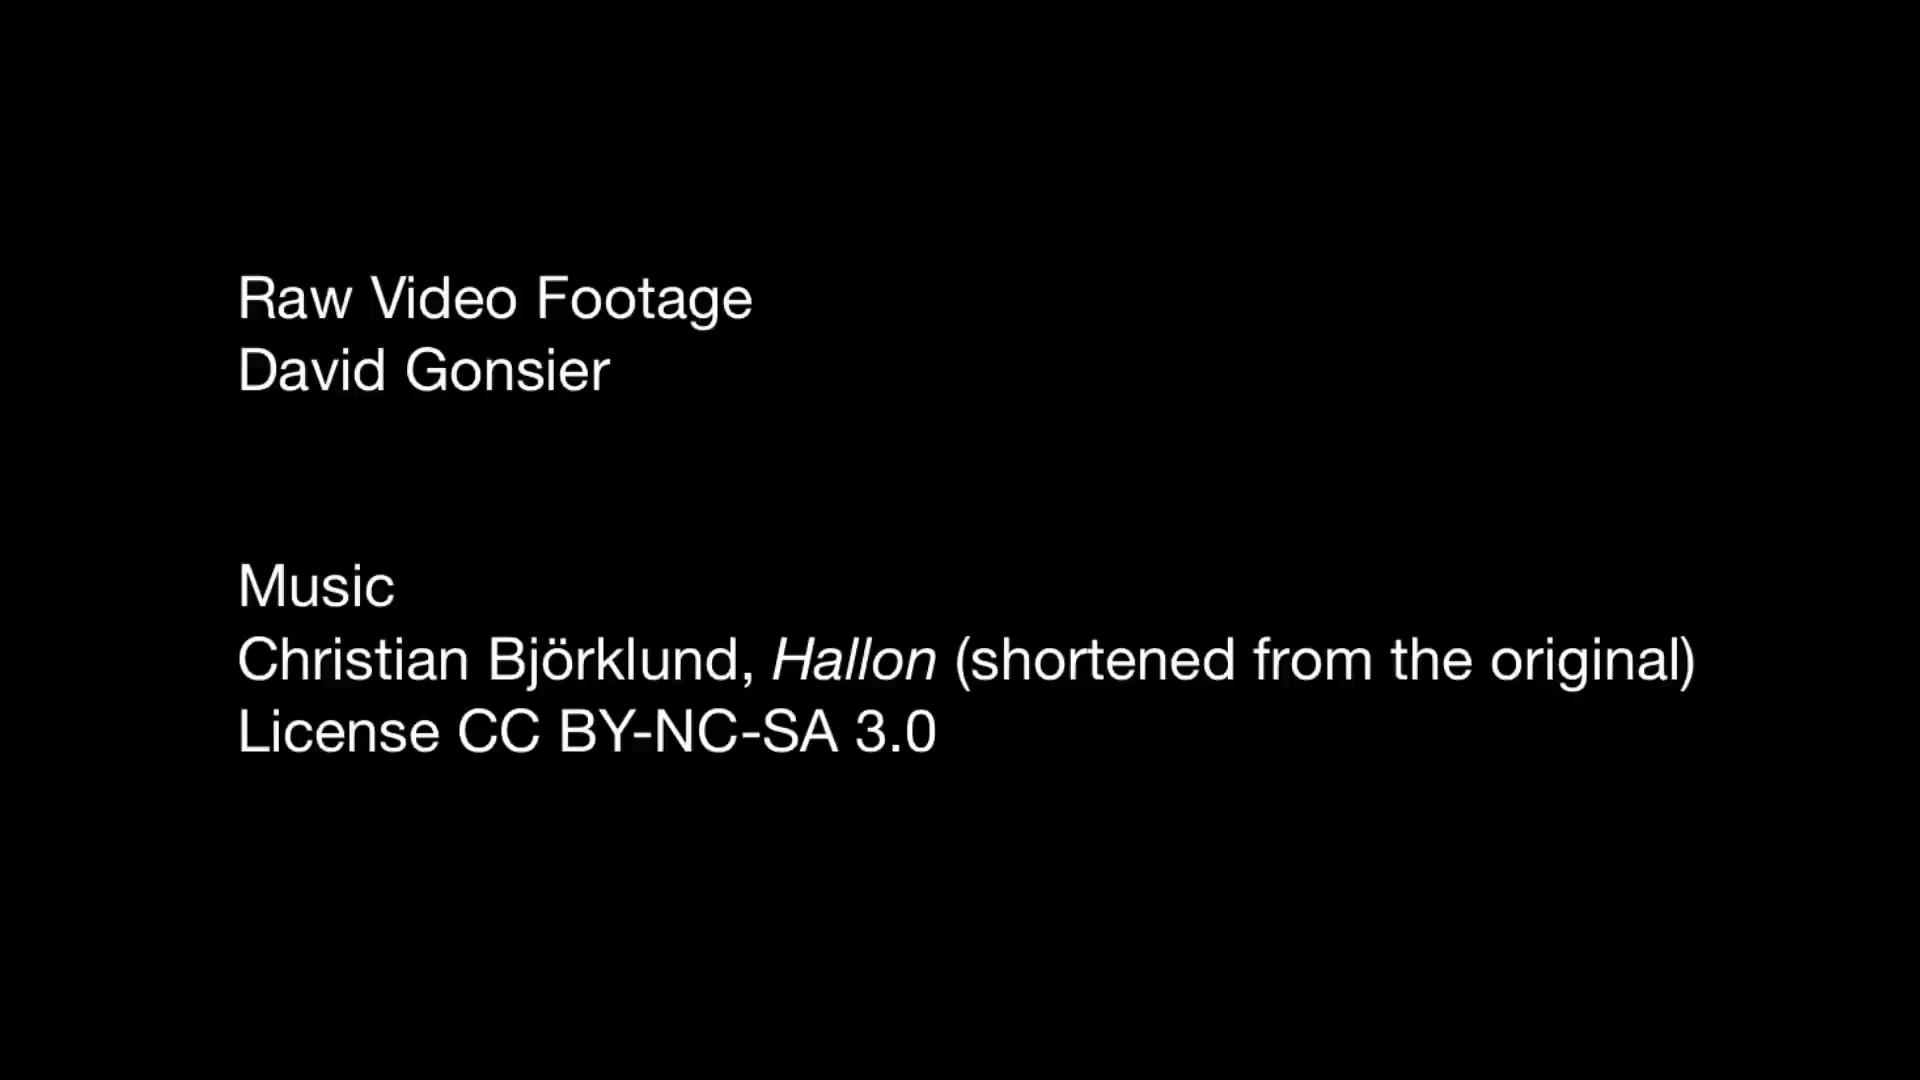 Raw Video Footage
David Gonsier
Music
Christian Björklund, Hallon (shortened from the original)
License CC BY-NC-SA 3.0